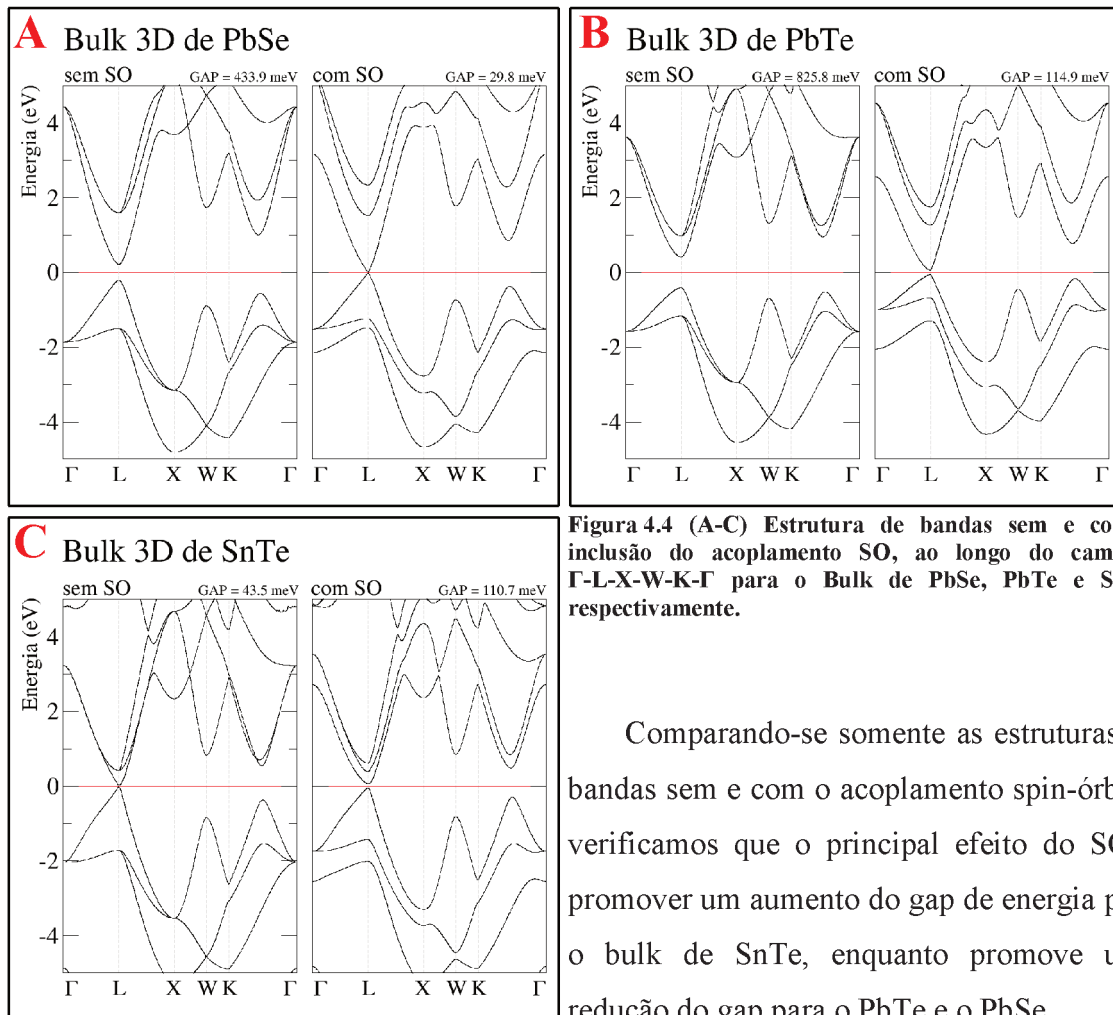 A Bulk 3D de PbSe
sem SO GAP = 433.9 meV com SO GAP = 29.8 meV
Energia (eV)
4
2
0
-2
-4
Γ L X W K Γ Γ L X W K Γ
B Bulk 3D de PbTe
sem SO GAP = 825.8 meV com SO GAP = 114.9 meV
Energia (eV)
4
2
0
-2
-4
Γ L X W K Γ Γ L X W K Γ
C Bulk 3D de SnTe
sem SO GAP = 43.5 meV com SO GAP = 110.7 meV
Energia (eV)
4
2
0
-2
-4
Γ L X W K Γ Γ L X W K Γ
Figura 4.4 (A-C) Estrutura de bandas sem e co
inclusão do acoplamento SO, ao longo do cam
Γ-L-X-W-K-Γ para o Bulk de PbSe, PbTe e S
respectivamente.
Comparando-se somente as estruturas
bandas sem e com o acoplamento spin-órb
verificamos que o principal efeito do SO
promover um aumento do gap de energia p
o bulk de SnTe, enquanto promove u
redução do gap para o PbTe e o PbSe